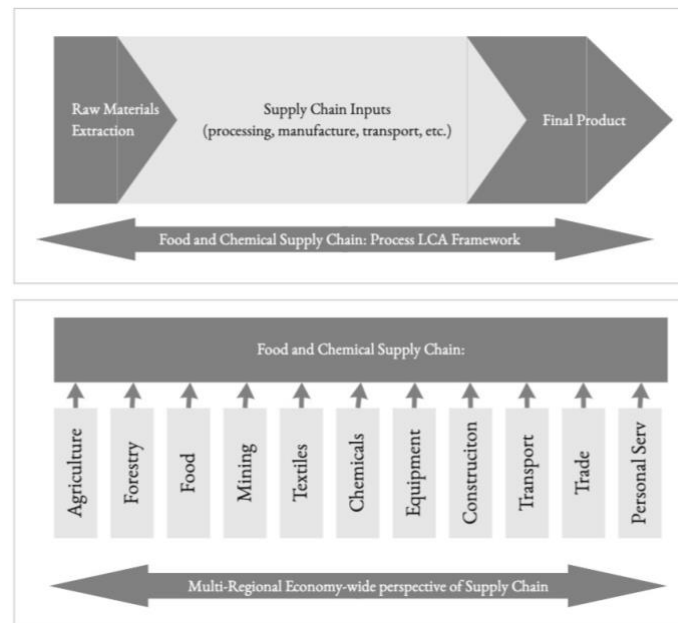 Raw Materials
Extraction
Supply Chain Inputs
(processing, manufacture, transport, etc.)
Final Product
Food and Chemical Supply Chain: Process LCA Framework
Food and Chemical Supply Chain:
Agriculture
Forestry
Food
Mining
Textiles
Chemicals
Equipment
Construciton
Transport
Trade
Personal Serv
Multi-Regional Economy-wide perspective of Supply Chain